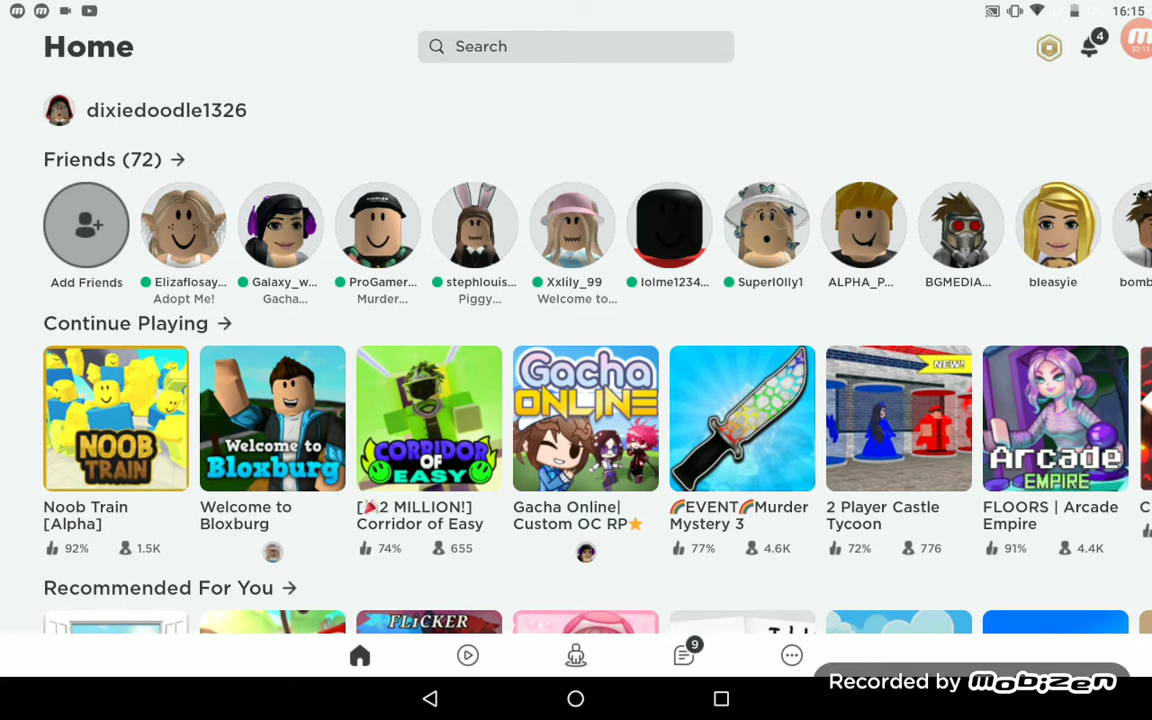 16:15
Home
Search
4
22:11
dixiedoodle1326
Friends (72)
Add Friends
Elizaflosay...
Adopt Me!
Galaxy_w...
Gacha...
ProGamer...
Murder...
stephlouis...
Piggy...
Xxlily_99
Welcome to...
lolme1234...
ALPHA_P...
BGMEDIA...
bleasyie
bomb
Continue Playing
NOOB
TRAIN
Welcome to
Bloxburg
CORRIDOR
OF
EASY
Gacha
ONLINE
NEW!
Arcade
EMPIRE
Noob Train
[Alpha]
92% 1.5K
Welcome to
Bloxburg
[🎉2 MILLION!]
Corridor of Easy
74% 655
Gacha Online|
Custom OC RP⭐
🌈EVENT🌈Murder
Mystery 3
77% 4.6K
2 Player Castle
Tycoon
72% 776
FLOORS | Arcade
Empire
91% 4.4K
Recommended For You
FLiCKER
9
Recorded by mobizen